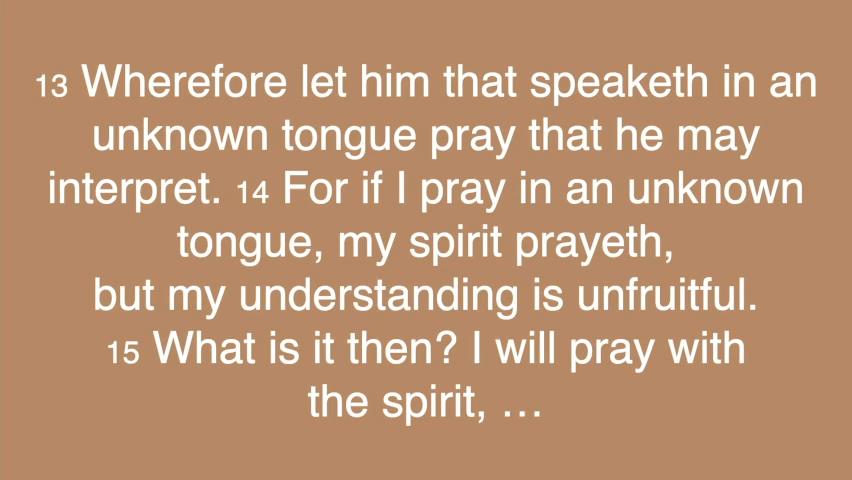 13 Wherefore let him that speaketh in an
unknown tongue pray that he may
interpret. 14 For if I pray in an unknown
tongue, my spirit prayeth,
but my understanding is unfruitful.
15 What is it then? I will pray with
the spirit, …